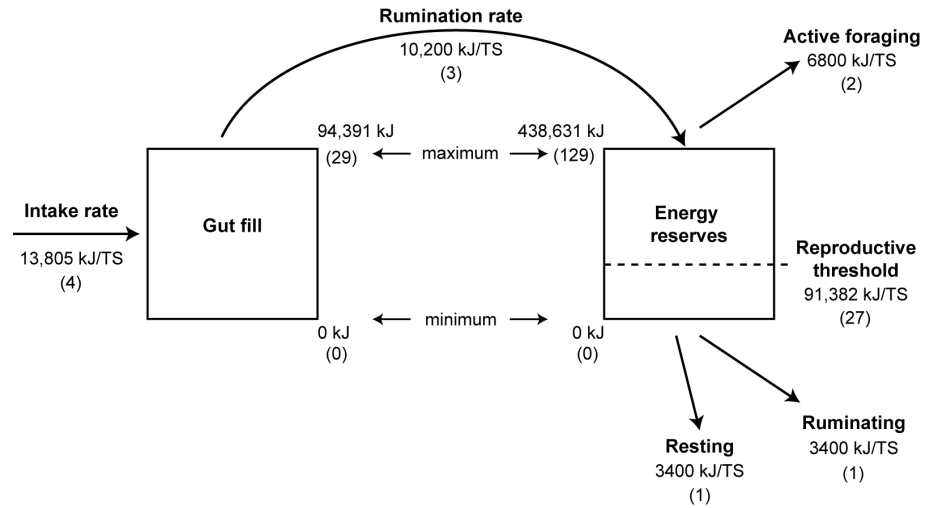 Rumination rate
10,200 kJ/TS
(3)
Active foraging
6800 kJ/TS
(2)
94,391 kJ
(29)
maximum
438,631 kJ
(129)
Intake rate
13,805 kJ/TS
(4)
Gut fill
Energy
reserves
Reproductive
threshold
91,382 kJ/TS
(27)
0 kJ
(0)
minimum
0 kJ
(0)
Resting
3400 kJ/TS
(1)
Ruminating
3400 kJ/TS
(1)